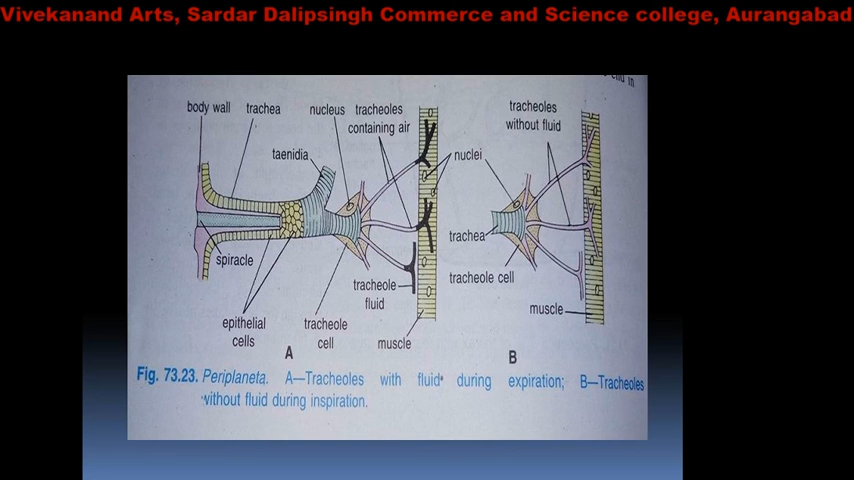 Vivekanand Arts, Sardar Dalipsingh Commerce and Science college, Aurangabad
body wall
trachea
nucleus
tracheoles
containing air
tracheoles
without fluid
taenidia
nuclei
trachea
spiracle
tracheole cell
tracheole
fluid
muscle
epithelial
cells
tracheole
cell
muscle
A
B
Fig. 73.23. Periplaneta. A—Tracheoles with fluid during expiration; B—Tracheoles
without fluid during inspiration.